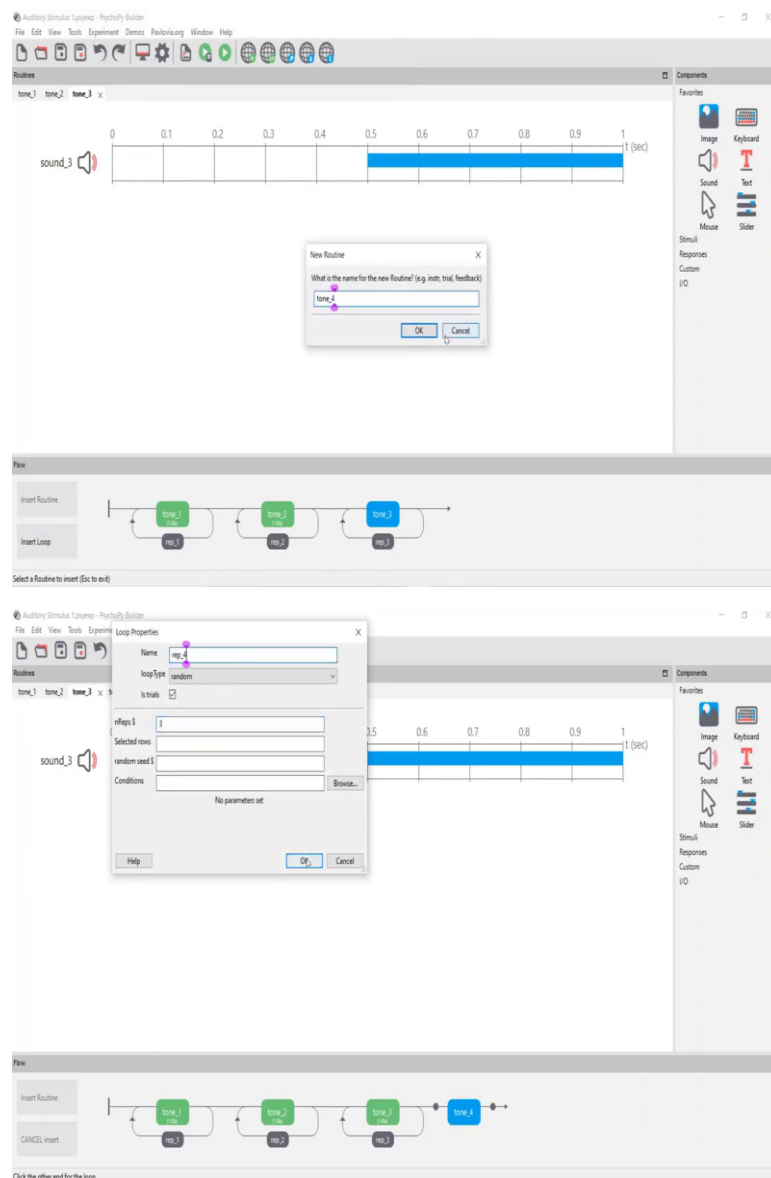 Auditory Stimulus 1.psyexp - PsychoPy Builder
File Edit View Tools Experiment Demos Pavlovia.org Window Help
Routines
Components
tone_1 tone_2 tone_3 x
Favorites
0 0.1 0.2 0.3 0.4 0.5 0.6 0.7 0.8 0.9 1
t (sec)
sound_3
Image Keyboard
Sound Text
Mouse Slider
Stimuli
Responses
Custom
I/O
New Routine X
What is the name for the new Routine? (e.g. instr, trial, feedback)
tone_4
OK Cancel
Flow
Insert Routine
Insert Loop
tone_1 tone_2 tone_3
rep_1 rep_2 rep_3
Select a Routine to insert (Esc to exit)
Auditory Stimulus 1.psyexp - PsychoPy Builder
File Edit View Tools Experime
Loop Properties X
Name rep_4
loopType random
Is trials
nReps $ 3
Selected rows
random seed $
Conditions Browse...
No parameters set
Help OK Cancel
Routines
Components
tone_1 tone_2 tone_3 x t
Favorites
0.5 0.6 0.7 0.8 0.9 1
t (sec)
sound_3
Image Keyboard
Sound Text
Mouse Slider
Stimuli
Responses
Custom
I/O
Flow
Insert Routine
CANCEL insert
tone_1 tone_2 tone_3 tone_4
rep_1 rep_2 rep_3
Click the other end for the loop